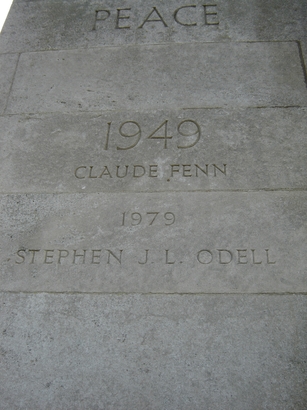 PEACE
1949
CLAUDE FENN
1979
STEPHEN J. L. ODELL